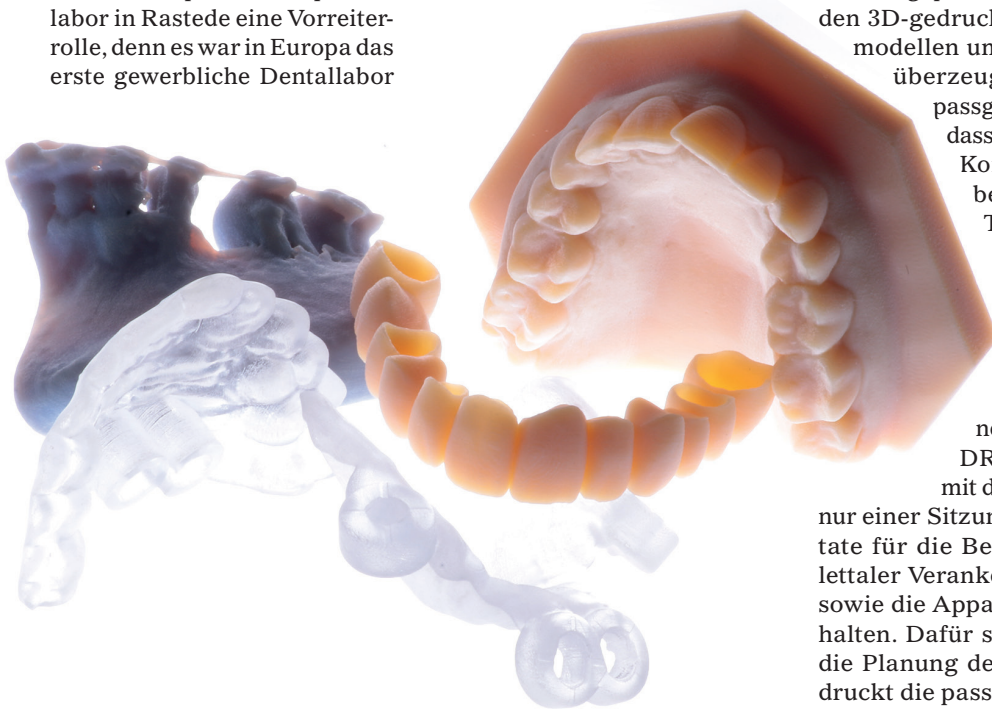 labor in Rastede eine Vorreiter-
rolle, denn es war in Europa das
erste gewerbliche Dentallabor
den 3D-gedruck
modellen un
überzeug
passg
dass
Ko
be
T
DR
mit d
nur einer Sitzun
tate für die Be
lettaler Veranke
sowie die Appa
halten. Dafür s
die Planung de
druckt die pass